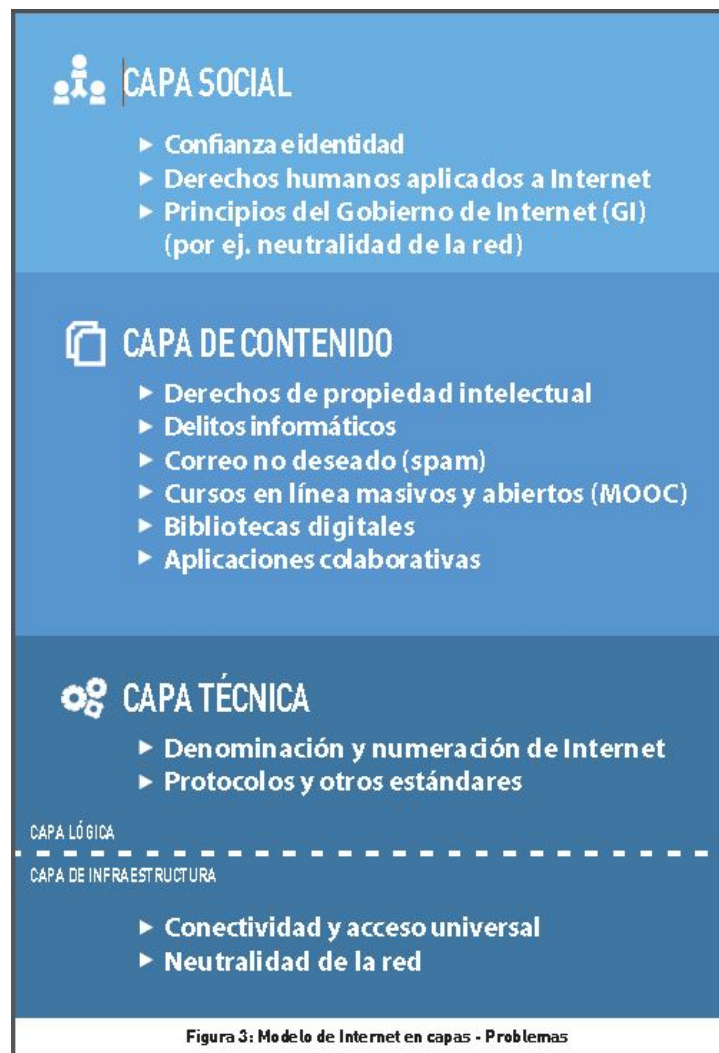 CAPA SOCIAL
Confianza e identidad
Derechos humanos aplicados a Internet
Principios del Gobierno de Internet (GI)
(por ej. neutralidad de la red)
CAPA DE CONTENIDO
Derechos de propiedad intelectual
Delitos informáticos
Correo no deseado (spam)
Cursos en línea masivos y abiertos (MOOC)
Bibliotecas digitales
Aplicaciones colaborativas
CAPA TÉCNICA
Denominación y numeración de Internet
Protocolos y otros estándares
CAPA LÓGICA
CAPA DE INFRAESTRUCTURA
Conectividad y acceso universal
Neutralidad de la red
Figura 3: Modelo de Internet en capas - Problemas